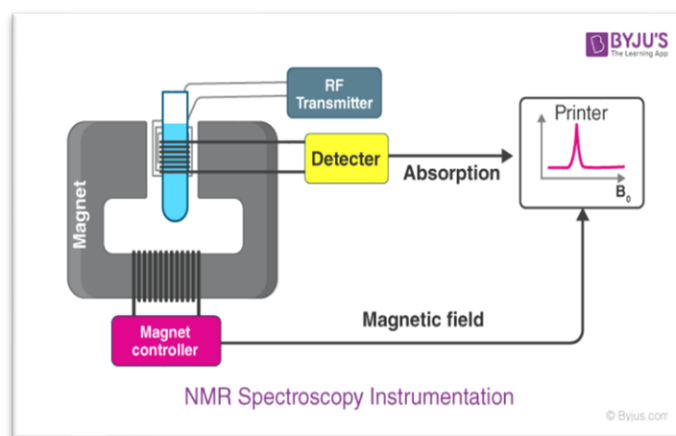 BYJU'S
The Learning App
RF
Transmitter
Printer
Detecter
Absorption
B₀
Magnet
Magnet
controller
Magnetic field
NMR Spectroscopy Instrumentation
© Byjus.com